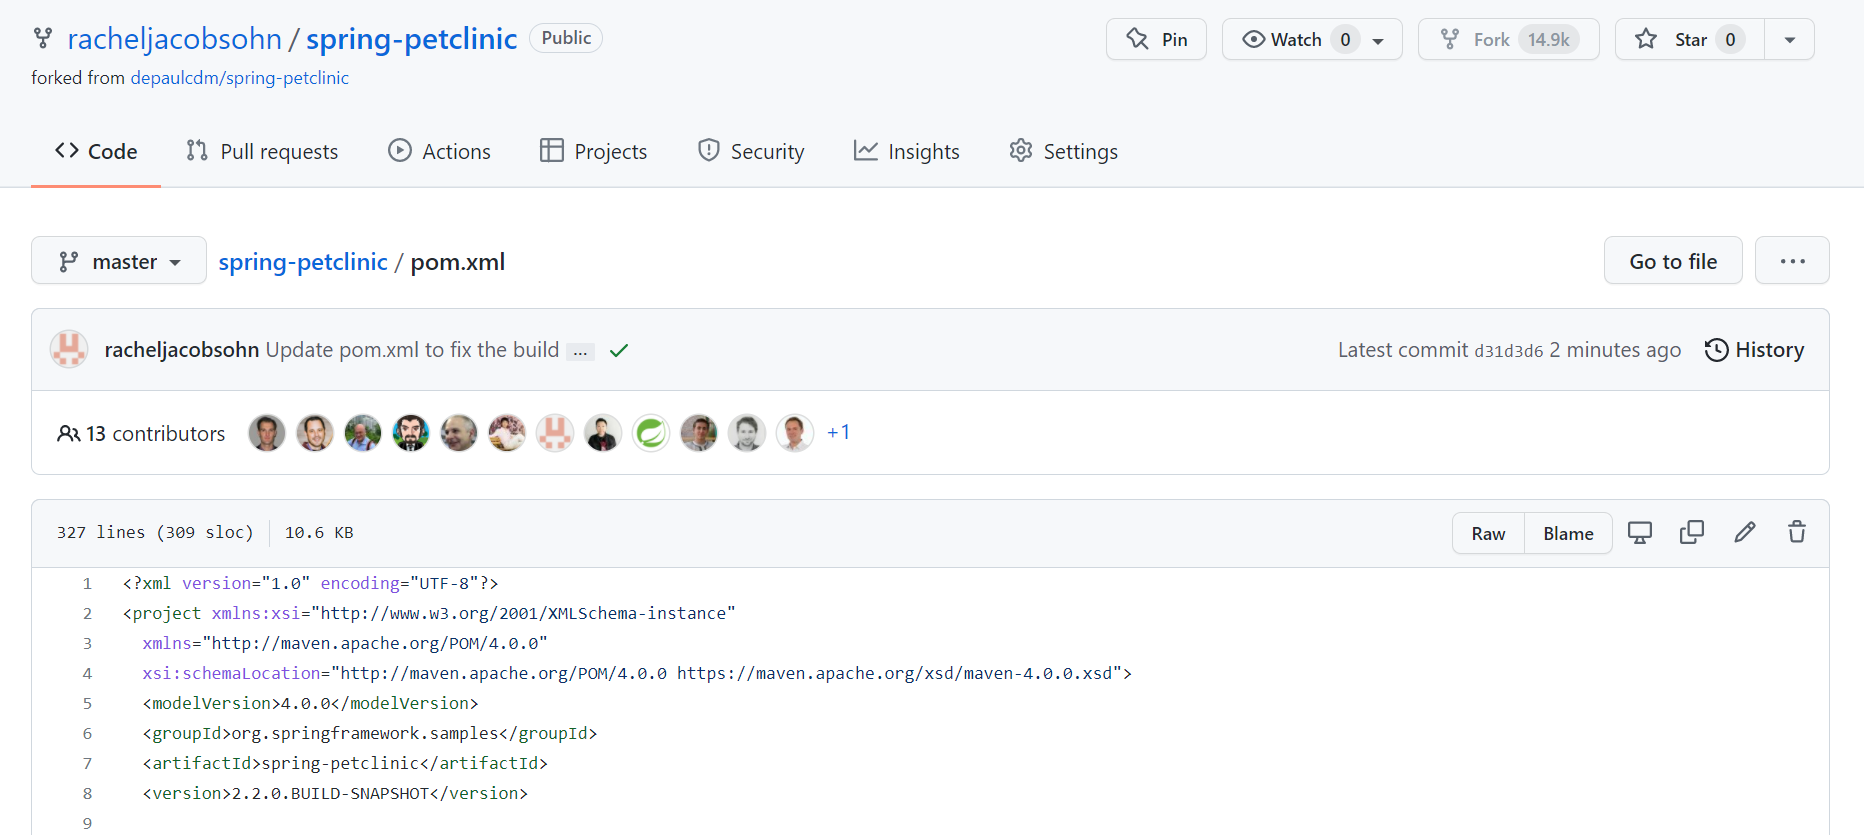 racheljacobsohn / spring-petclinic Public
Pin Watch 0 Fork 14.9k Star 0
forked from depaulcdm/spring-petclinic
Code Pull requests Actions Projects Security Insights Settings
master spring-petclinic / pom.xml Go to file ...
racheljacobsohn Update pom.xml to fix the build ... Latest commit d31d3d6 2 minutes ago History
13 contributors +1
327 lines (309 sloc) 10.6 KB Raw Blame
1 <?xml version="1.0" encoding="UTF-8"?>
2 <project xmlns:xsi="http://www.w3.org/2001/XMLSchema-instance"
3 xmlns="http://maven.apache.org/POM/4.0.0"
4 xsi:schemaLocation="http://maven.apache.org/POM/4.0.0 https://maven.apache.org/xsd/maven-4.0.0.xsd">
5 <modelVersion>4.0.0</modelVersion>
6 <groupId>org.springframework.samples</groupId>
7 <artifactId>spring-petclinic</artifactId>
8 <version>2.2.0.BUILD-SNAPSHOT</version>
9